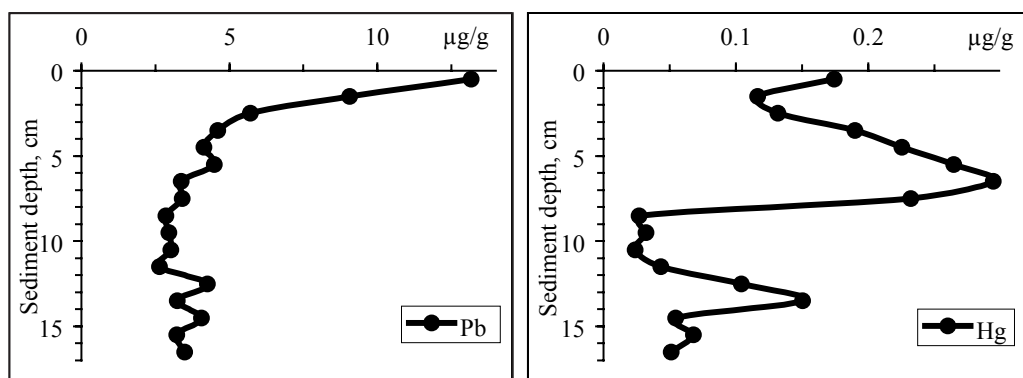 0 5 10 µg/g
0
5
10
15
Sediment depth, cm
Pb
0 0.1 0.2 µg/g
0
5
10
15
Sediment depth, cm
Hg